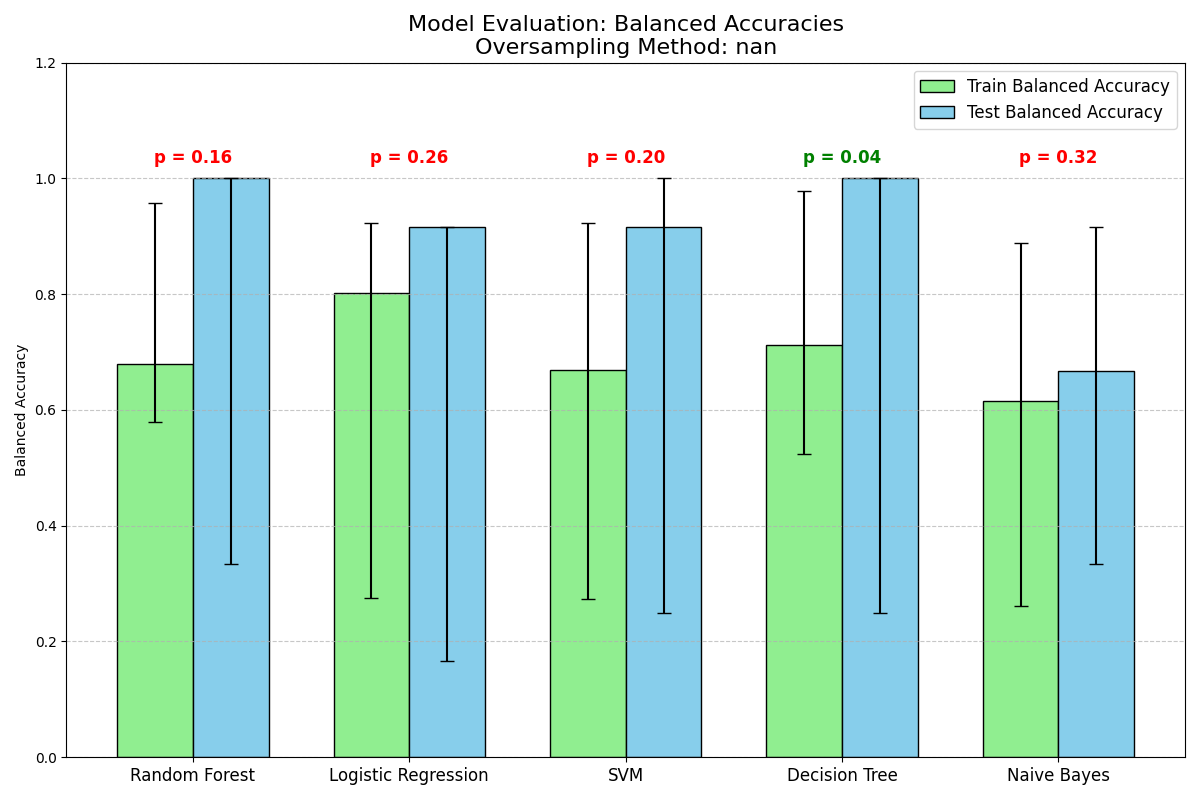 Model Evaluation: Balanced Accuracies
Oversampling Method: nan
Train Balanced Accuracy
Test Balanced Accuracy
p = 0.16
p = 0.26
p = 0.20
p = 0.04
p = 0.32
Balanced Accuracy
1.2
1.0
0.8
0.6
0.4
0.2
0.0
Random Forest
Logistic Regression
SVM
Decision Tree
Naive Bayes